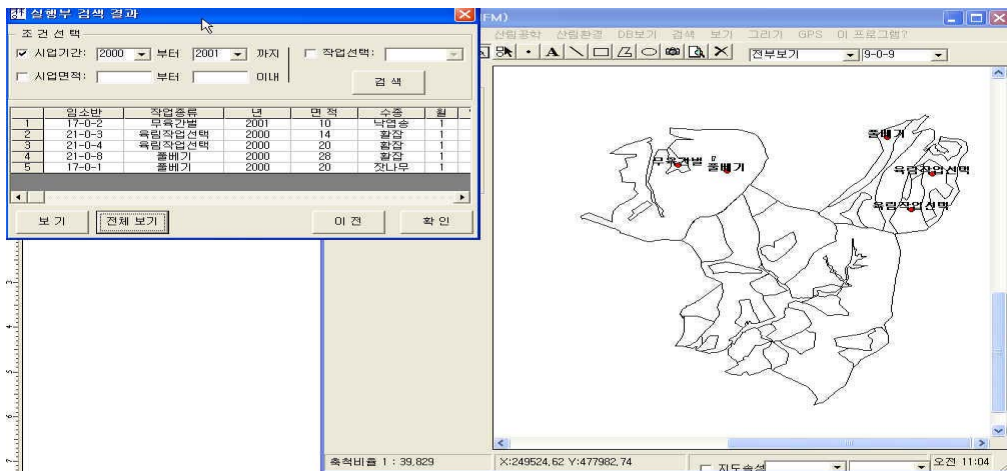 실행부 검색 결과
조 건 선 택
사업기간: 2000 부터 2001 까지 작업선택:
사업면적: 부터 이내
검 색
임소반 작업종류 년 면 적 수종
1 17-0-2 무육간벌 2001 10 낙엽송 1
2 21-0-3 육림작업선택 2000 14 활잡 1
3 21-0-4 육림작업선택 2000 20 활잡 1
4 21-0-8 풀베기 2000 28 활잡 1
5 17-0-1 풀베기 2000 20 잣나무 1
보 기 전체 보기 이 전 확 인
FM)
산림공학 산림환경 DB보기 검색 보기 그리기 GPS 이 프로그램?
A 전부보기 9-0-9
풀베기
무육간벌 풀베기 육림작업선택
육림작업선택
3
4
5
6
7
축척비율 1 : 39,829 X:249524,62 Y:477982,74 지도속성 오전 11:04